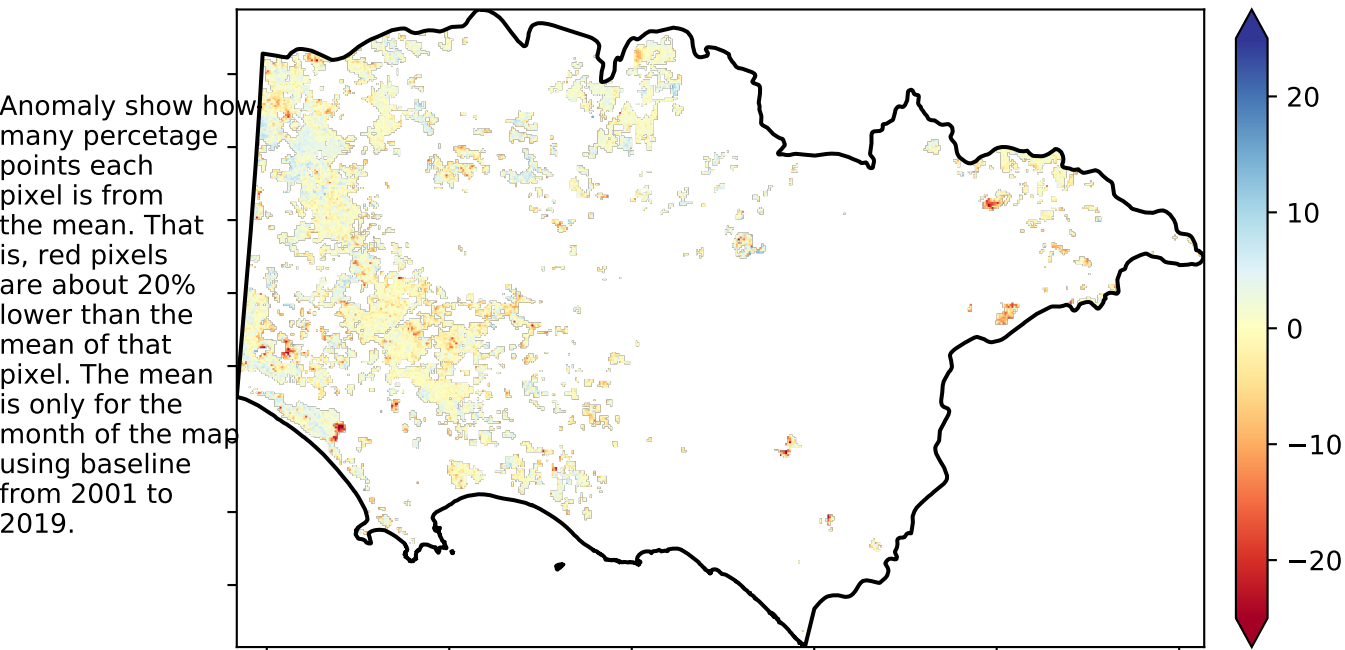 Anomaly show how
many percetage
points each
pixel is from
the mean. That
is, red pixels
are about 20%
lower than the
mean of that
pixel. The mean
is only for the
month of the map
using baseline
from 2001 to
2019.
20
10
0
−10
−20